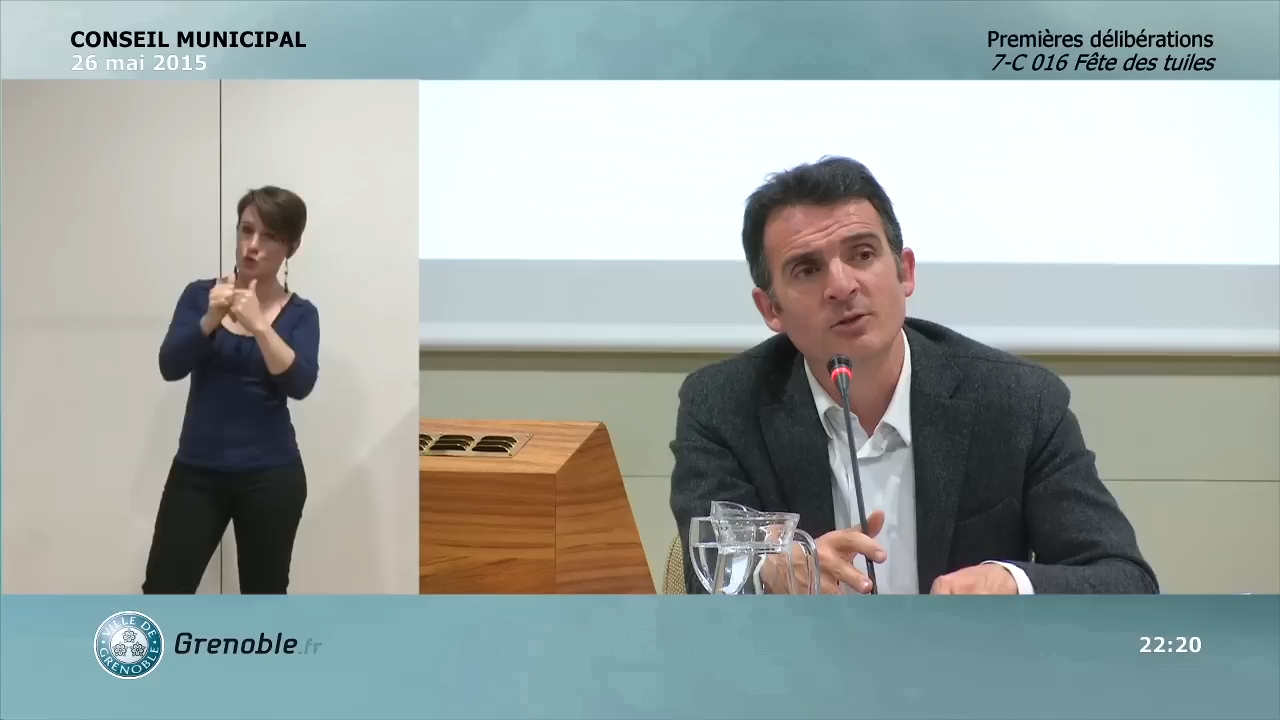 CONSEIL MUNICIPAL
26 mai 2015
Premières délibérations
7-C 016 Fête des tuiles
VILLE DE
GRENOBLE
Grenoble.fr
22:20